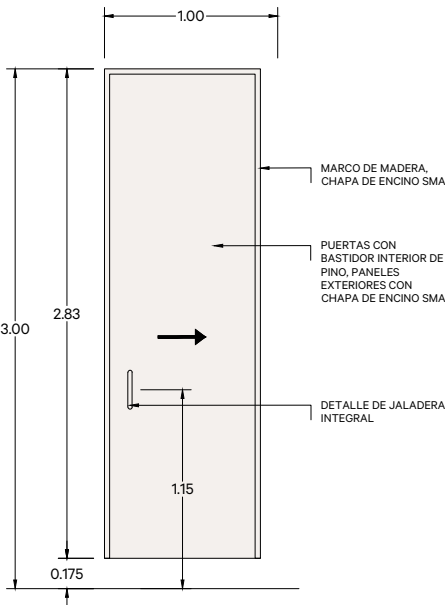 1.00
MARCO DE MADERA,
CHAPA DE ENCINO SMA
PUERTAS CON
BASTIDOR INTERIOR DE
PINO, PANELES
EXTERIORES CON
CHAPA DE ENCINO SMA
2.83
3.00
DETALLE DE JALADERA
INTEGRAL
1.15
0.175